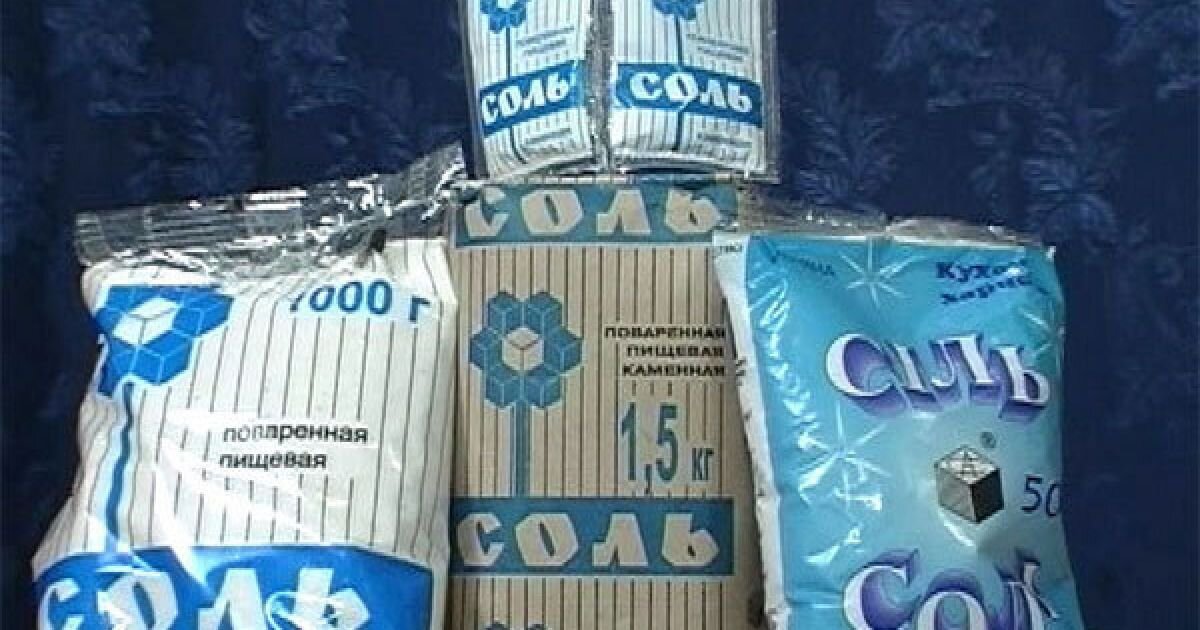 СОЛЬ
СОЛЬ
СОЛЬ
1000 г
поваренная
пищевая
СОЛЬ
ПОВАРЕННАЯ
ПИЩЕВАЯ
КАМЕННАЯ
1,5 кг
СОЛЬ
СІЛЬ
®
50